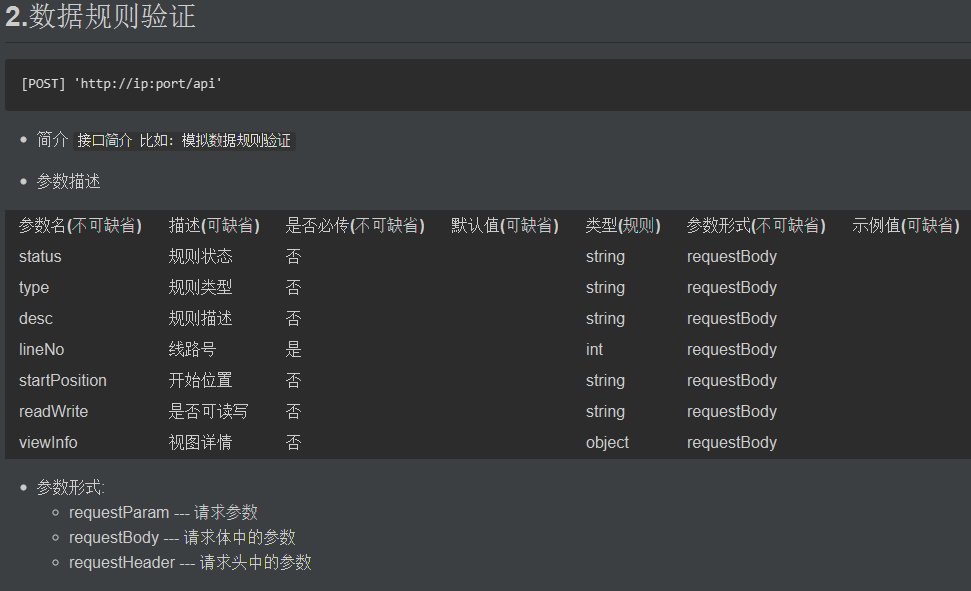 2.数据规则验证
[POST] 'http://ip:port/api'
简介 接口简介 比如: 模拟数据规则验证
参数描述
参数名(不可缺省) 描述(可缺省) 是否必传(不可缺省) 默认值(可缺省) 类型(规则) 参数形式(不可缺省) 示例值(可缺省)
status 规则状态 否 string requestBody
type 规则类型 否 string requestBody
desc 规则描述 否 string requestBody
lineNo 线路号 是 int requestBody
startPosition 开始位置 否 string requestBody
readWrite 是否可读写 否 string requestBody
viewInfo 视图详情 否 object requestBody
参数形式:
requestParam --- 请求参数
requestBody --- 请求体中的参数
requestHeader --- 请求头中的参数